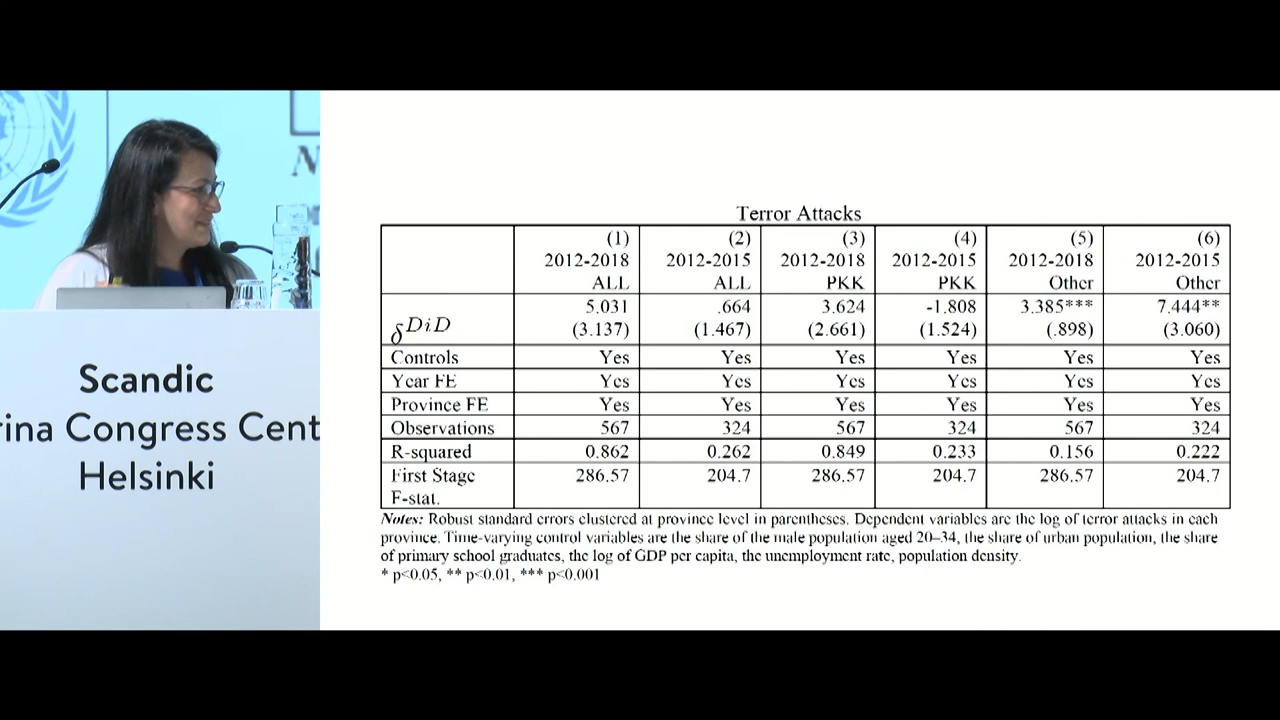 Scandic
rina Congress Cent
Helsinki
Terror Attacks
(1) (2) (3) (4) (5) (6)
2012-2018 2012-2015 2012-2018 2012-2015 2012-2018 2012-2015
ALL ALL PKK PKK Other Other
5.031 .664 3.624 -1.808 3.385*** 7.444**
δDiD (3.137) (1.467) (2.661) (1.524) (.898) (3.060)
Controls Yes Yes Yes Yes Yes Yes
Year FE Yes Yes Yes Yes Yes Yes
Province FE Yes Yes Yes Yes Yes Yes
Observations 567 324 567 324 567 324
R-squared 0.862 0.262 0.849 0.233 0.156 0.222
First Stage 286.57 204.7 286.57 204.7 286.57 204.7
F-stat.
Notes: Robust standard errors clustered at province level in parentheses. Dependent variables are the log of terror attacks in each
province. Time-varying control variables are the share of the male population aged 20–34, the share of urban population, the share
of primary school graduates, the log of GDP per capita, the unemployment rate, population density.
* p<0.05, ** p<0.01, *** p<0.001